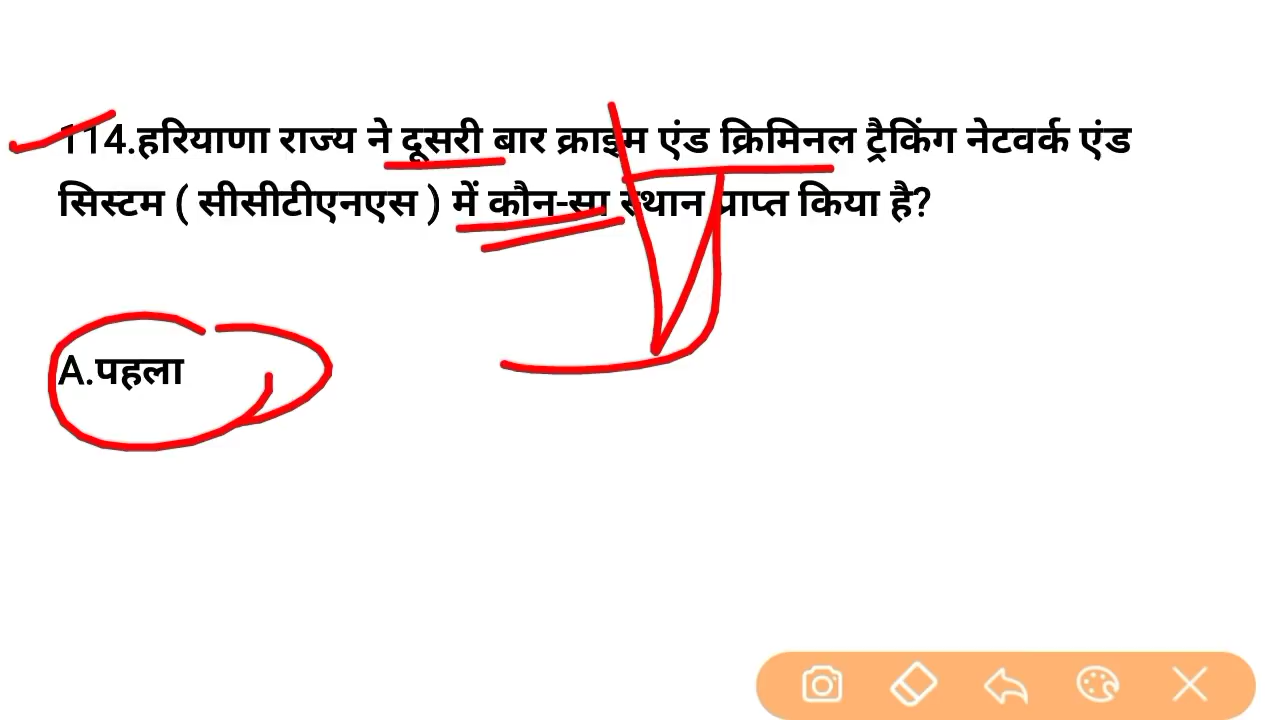 114.हरियाणा राज्य ने दूसरी बार क्राइम एंड क्रिमिनल ट्रैकिंग नेटवर्क एंड
सिस्टम ( सीसीटीएनएस ) में कौन-सा स्थान प्राप्त किया है?
A.पहला